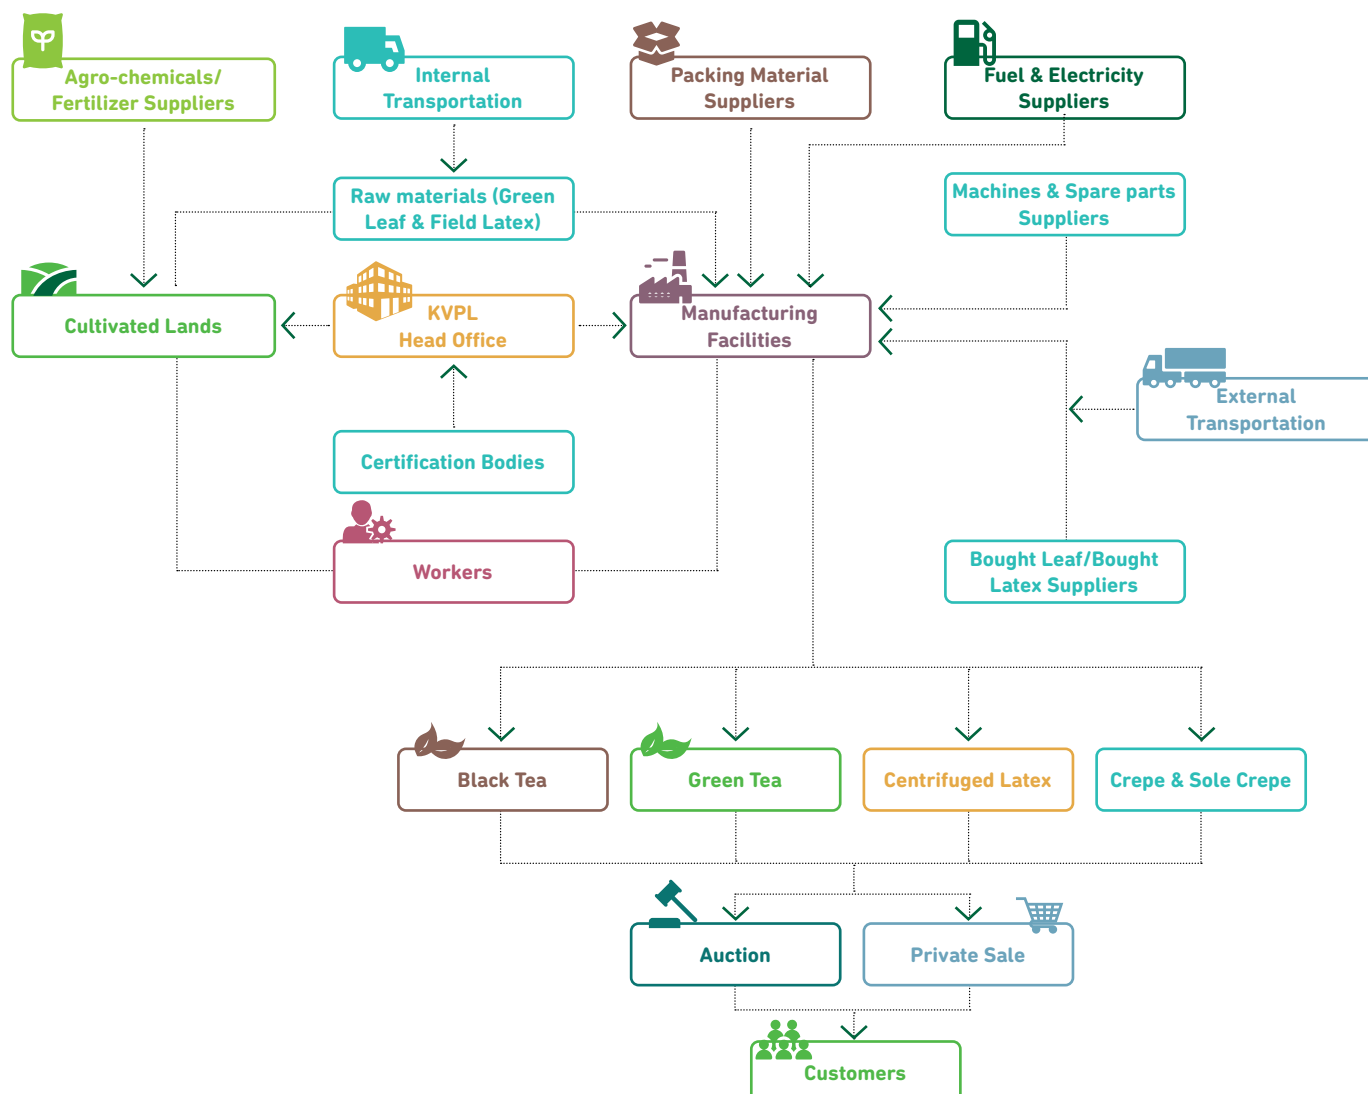 Agro-chemicals/
Fertilizer Suppliers
Internal
Transportation
Packing Material
Suppliers
Fuel & Electricity
Suppliers
Raw materials (Green
Leaf & Field Latex)
Machines & Spare parts
Suppliers
Cultivated Lands
KVPL
Head Office
Manufacturing
Facilities
External
Transportation
Certification Bodies
Workers
Bought Leaf/Bought
Latex Suppliers
Black Tea
Green Tea
Centrifuged Latex
Crepe & Sole Crepe
Auction
Private Sale
Customers